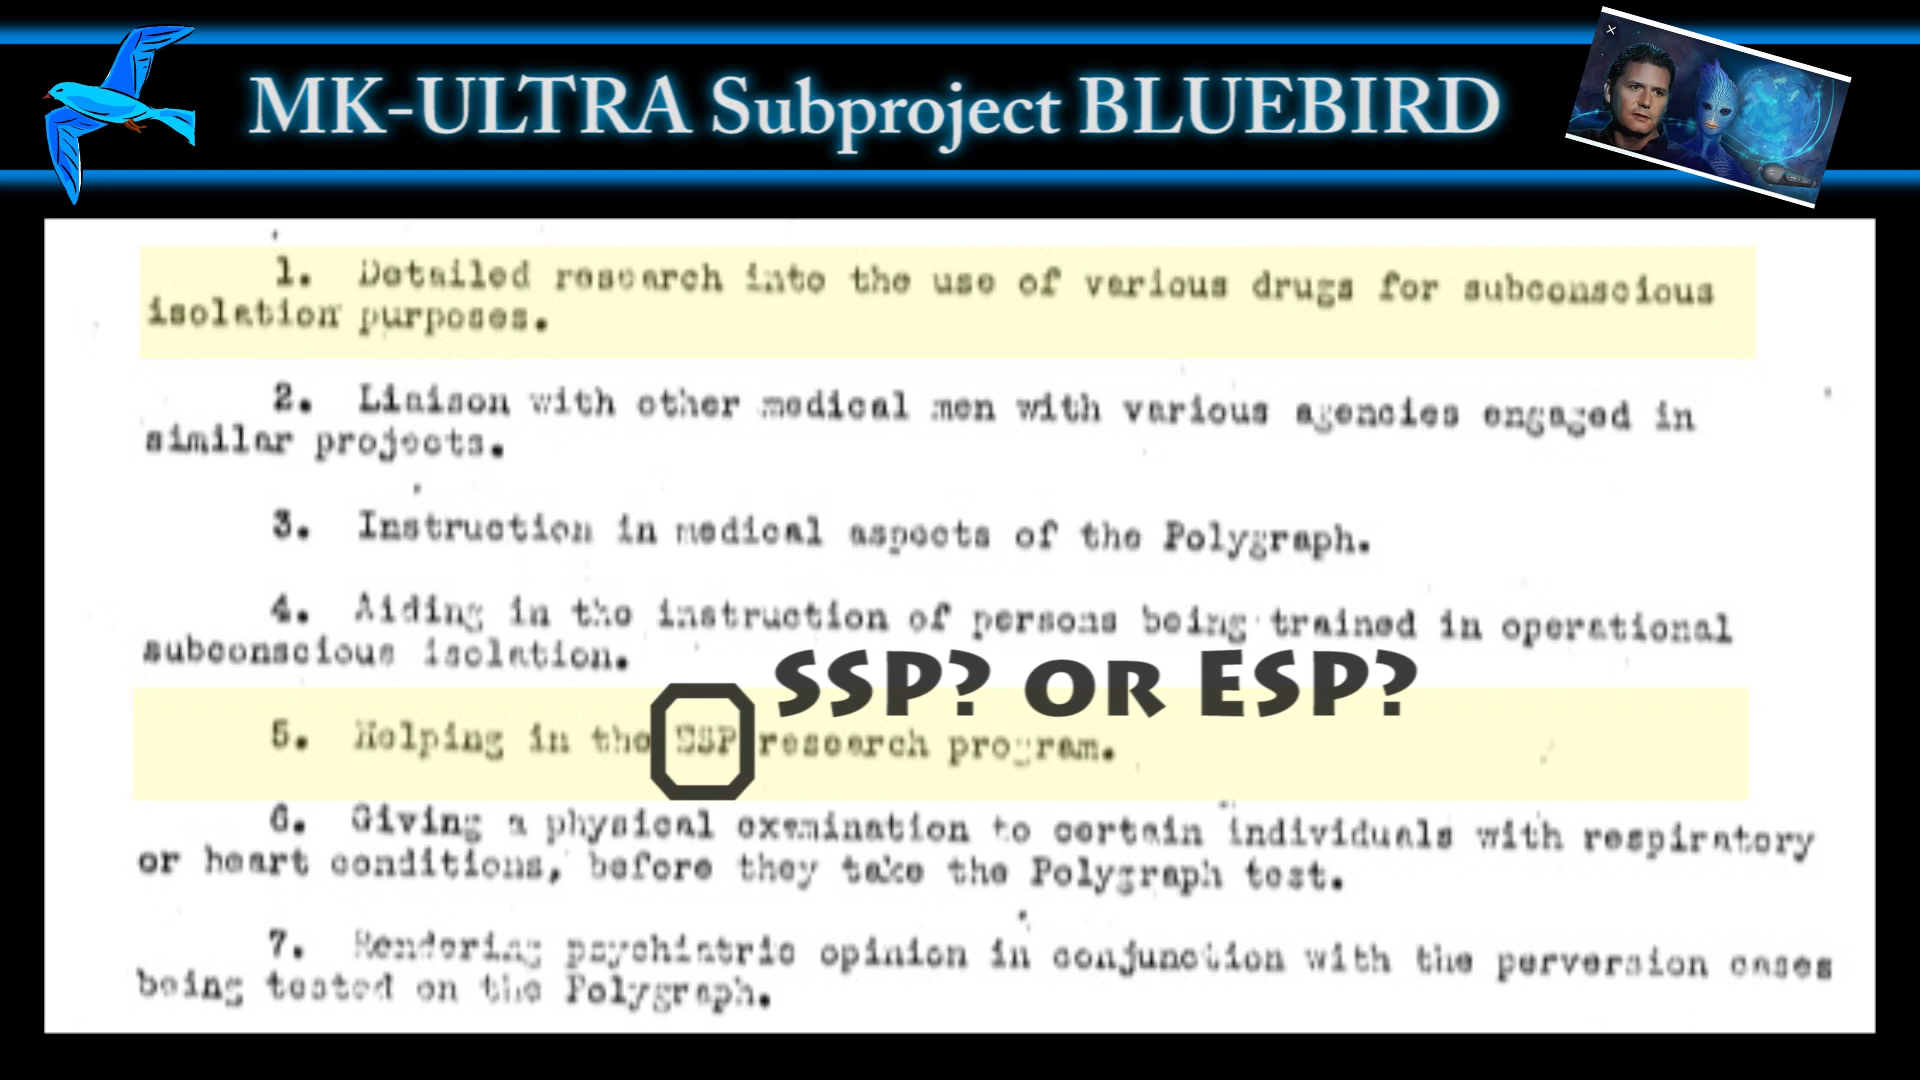 MK-ULTRA Subproject BLUEBIRD
1. Detailed research into the use of various drugs for subconscious
isolation purposes.
2. Liaison with other medical men with various agencies engaged in
similar projects.
3. Instruction in medical aspects of the Polygraph.
4. Aiding in the instruction of persons being trained in operational
subconscious isolation.
SSP? OR ESP?
5. Helping in the research program.
6. Giving a physical examination to certain individuals with respiratory
or heart conditions, before they take the Polygraph test.
7. Rendering psychiatric opinion in conjunction with the perversion cases
being tested on the Polygraph.